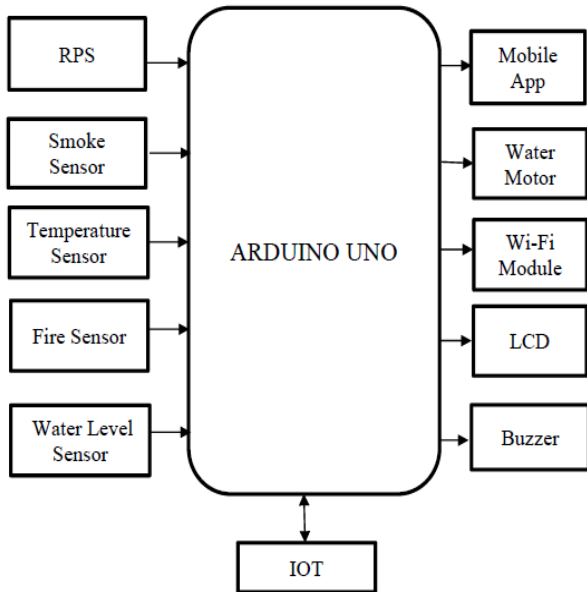 RPS
Smoke
Sensor
Temperature
Sensor
Fire Sensor
Water Level
Sensor
ARDUINO UNO
Mobile
App
Water
Motor
Wi-Fi
Module
LCD
Buzzer
IOT